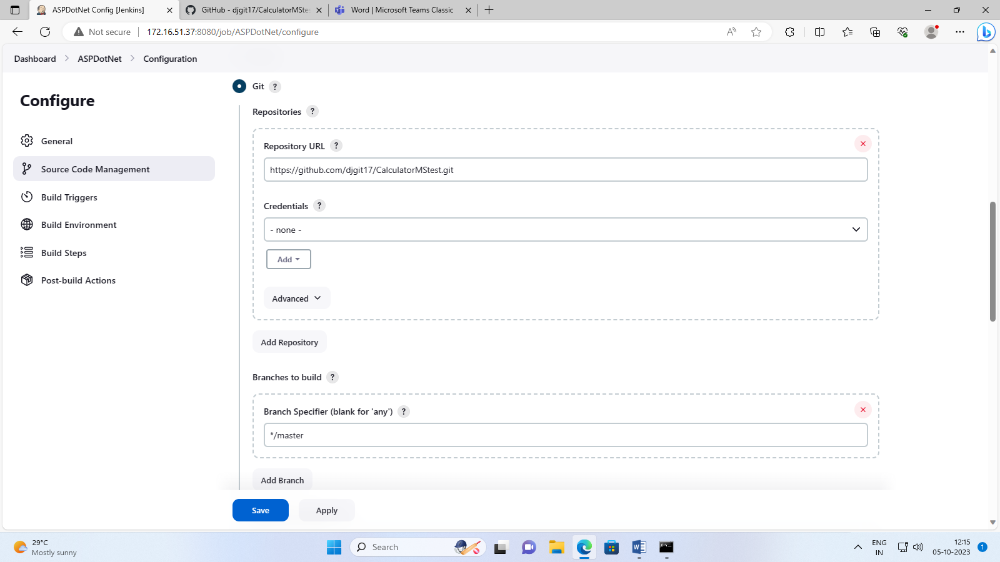 ASPDotNet Config [Jenkins]
GitHub - djgit17/CalculatorMSte
Word | Microsoft Teams Classic
Not secure
172.16.51.37:8080/job/ASPDotNet/configure
Dashboard
ASPDotNet
Configuration
Configure
General
Source Code Management
Build Triggers
Build Environment
Build Steps
Post-build Actions
Git ?
Repositories ?
Repository URL ?
https://github.com/djgit17/CalculatorMStest.git
Credentials ?
- none -
Add
Advanced
Add Repository
Branches to build ?
Branch Specifier (blank for 'any') ?
*/master
Add Branch
Save
Apply
29°C
Mostly sunny
Search
ENG
IN
12:15
05-10-2023
1